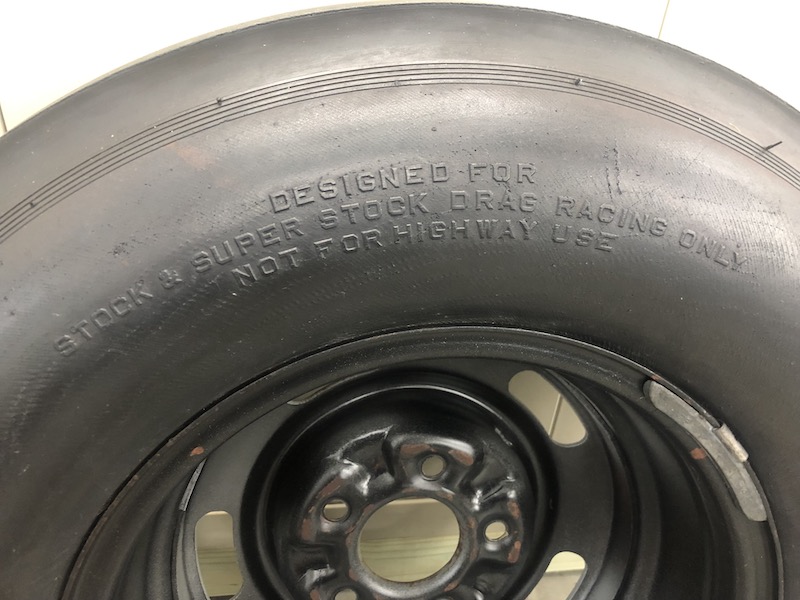 DESIGNED FOR
STOCK & SUPER STOCK DRAG RACING ONLY
NOT FOR HIGHWAY USE